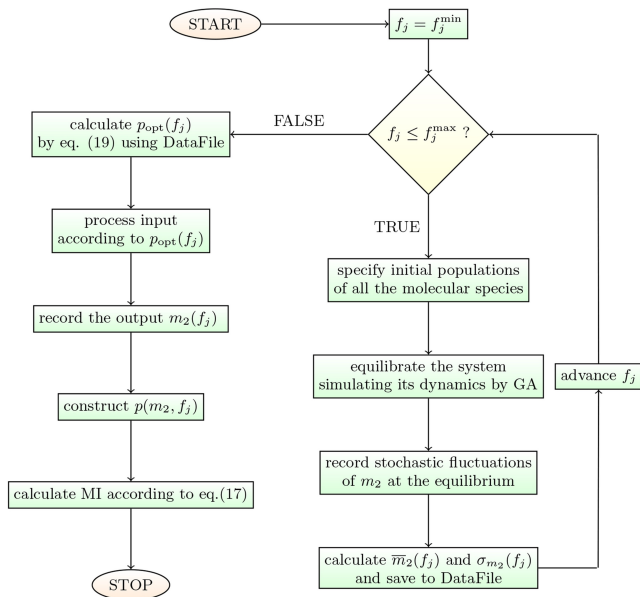 START
f_j = f_j^min
f_j ≤ f_j^max ?
FALSE
TRUE
calculate p_opt(f_j)
by eq. (19) using DataFile
process input
according to p_opt(f_j)
record the output m_2(f_j)
construct p(m_2, f_j)
calculate MI according to eq.(17)
STOP
specify initial populations
of all the molecular species
equilibrate the system
simulating its dynamics by GA
record stochastic fluctuations
of m_2 at the equilibrium
calculate m̅_2(f_j) and σ_{m_2}(f_j)
and save to DataFile
advance f_j